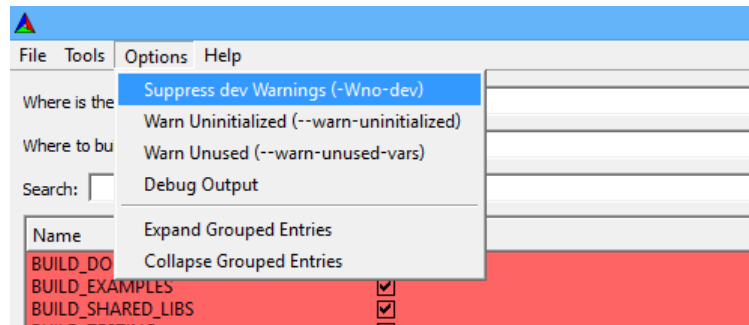 File Tools Options Help
Suppress dev Warnings (-Wno-dev)
Where is the
Warn Uninitialized (--warn-uninitialized)
Where to bu
Warn Unused (--warn-unused-vars)
Search:
Debug Output
Name
Expand Grouped Entries
BUILD_DO
Collapse Grouped Entries
BUILD_EXAMPLES
BUILD_SHARED_LIBS